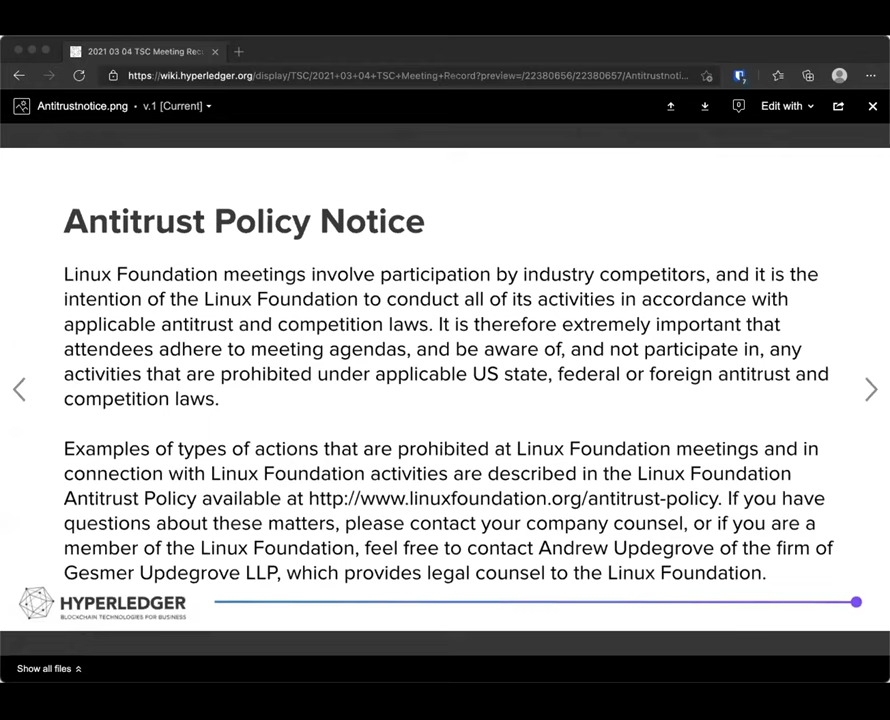 2021 03 04 TSC Meeting Rec
https://wiki.hyperledger.org/display/TSC/2021+03+04+TSC+Meeting+Record?preview=/22380656/22380657/Antitrustnoti...
7
Antitrustnotice.png • v.1 [Current]
0
Edit with
Antitrust Policy Notice
Linux Foundation meetings involve participation by industry competitors, and it is the
intention of the Linux Foundation to conduct all of its activities in accordance with
applicable antitrust and competition laws. It is therefore extremely important that
attendees adhere to meeting agendas, and be aware of, and not participate in, any
activities that are prohibited under applicable US state, federal or foreign antitrust and
competition laws.
Examples of types of actions that are prohibited at Linux Foundation meetings and in
connection with Linux Foundation activities are described in the Linux Foundation
Antitrust Policy available at http://www.linuxfoundation.org/antitrust-policy. If you have
questions about these matters, please contact your company counsel, or if you are a
member of the Linux Foundation, feel free to contact Andrew Updegrove of the firm of
Gesmer Updegrove LLP, which provides legal counsel to the Linux Foundation.
HYPERLEDGER
BLOCKCHAIN TECHNOLOGIES FOR BUSINESS
Show all files